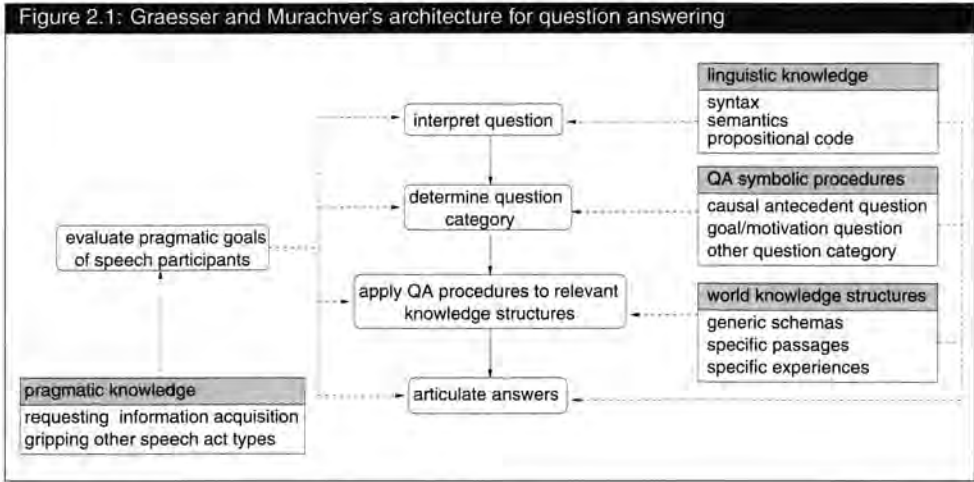 Figure 2.1: Graesser and Murachver's architecture for question answering
linguistic knowledge
syntax
semantics
propositional code
interpret question
QA symbolic procedures
causal antecedent question
goal/motivation question
other question category
determine question
category
evaluate pragmatic goals
of speech participants
apply QA procedures to relevant
knowledge structures
world knowledge structures
generic schemas
specific passages
specific experiences
pragmatic knowledge
requesting information acquisition
gripping other speech act types
articulate answers